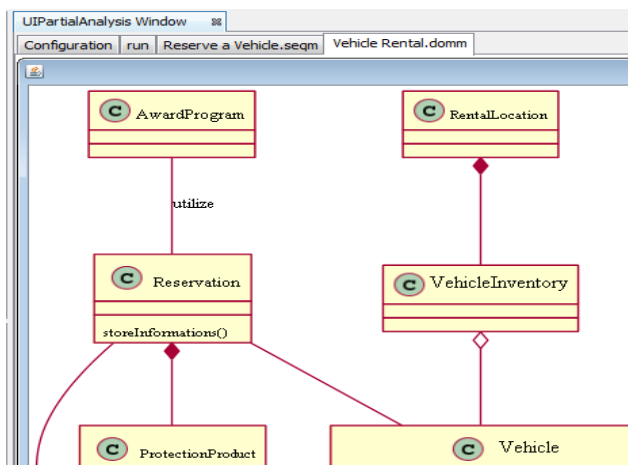 UIPartialAnalysis Window
Configuration run Reserve a Vehicle.seqm Vehicle Rental.domm
C AwardProgram
C RentalLocation
utilize
C Reservation
C VehicleInventory
storeInformations()
C ProtectionProduct
C Vehicle